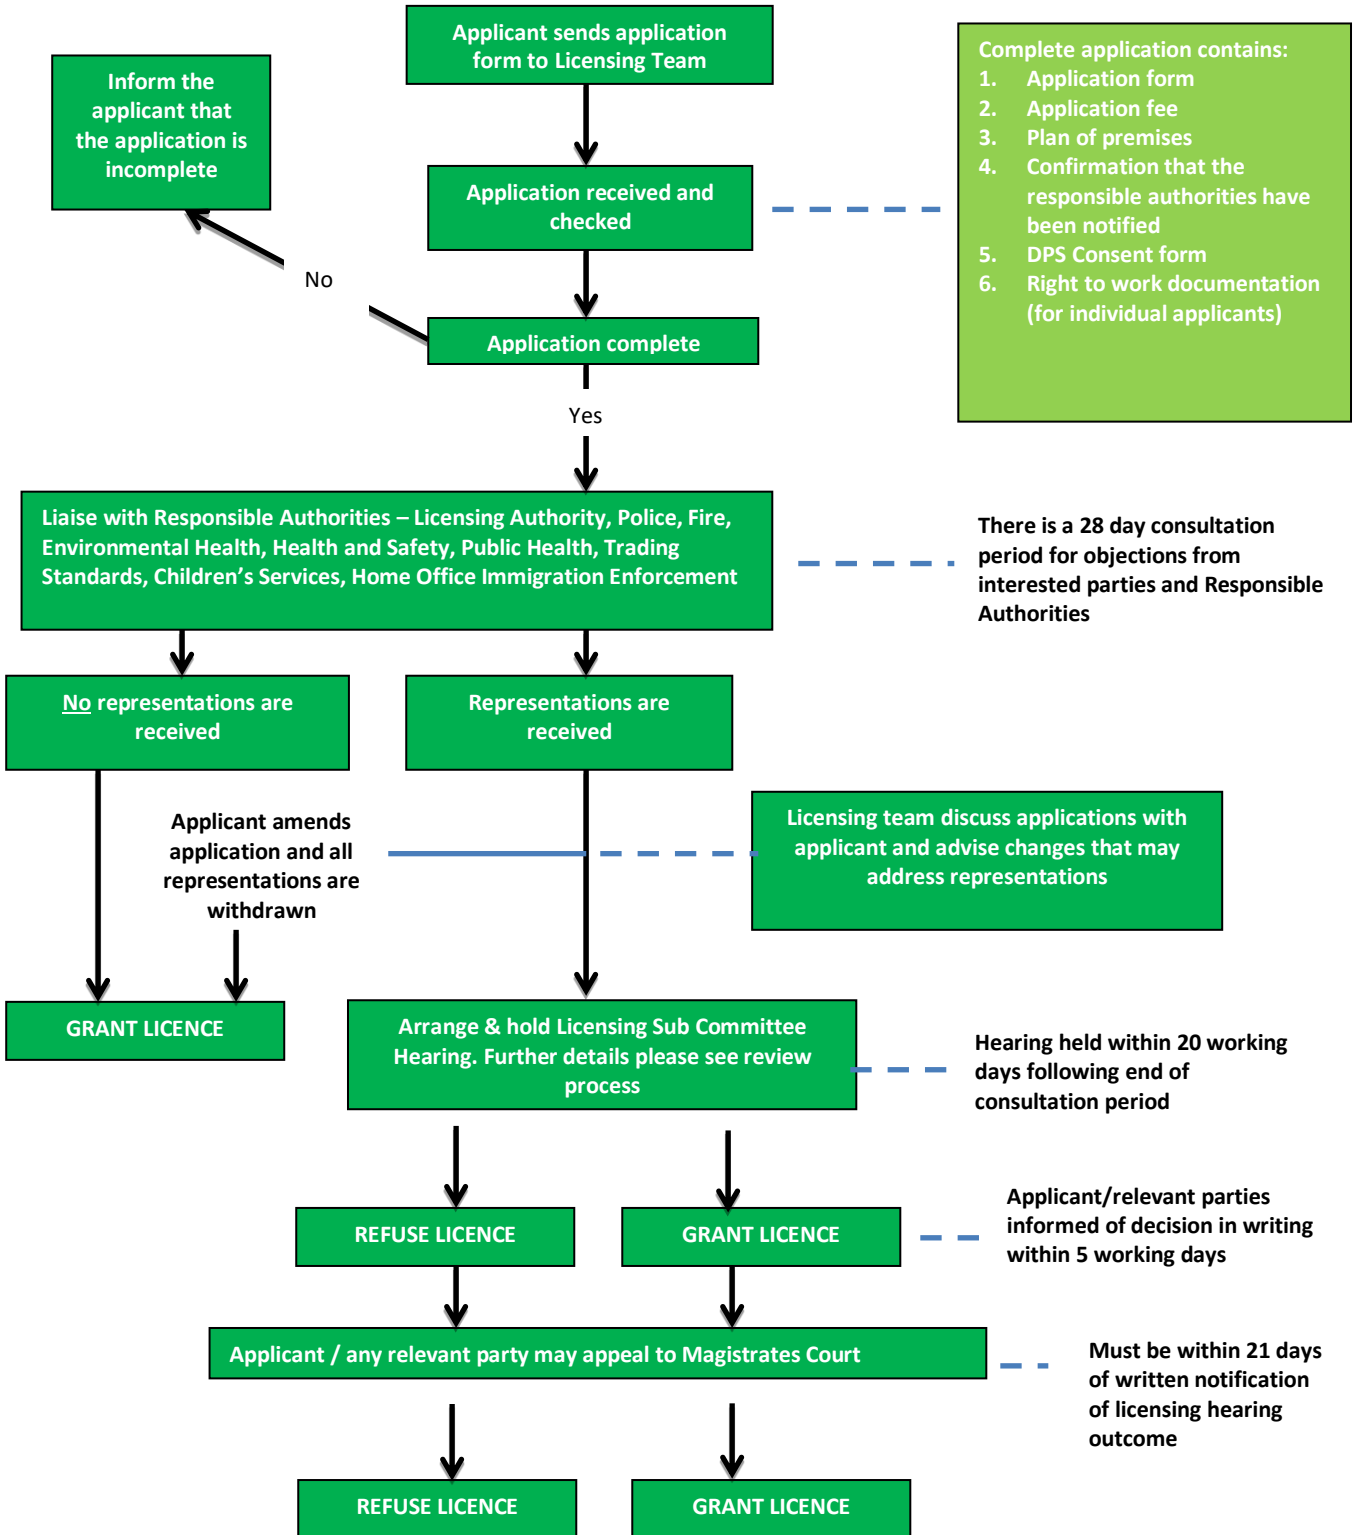 Applicant sends application
form to Licensing Team
Inform the
applicant that
the application is
incomplete
Complete application contains:
1. Application form
2. Application fee
3. Plan of premises
4. Confirmation that the
responsible authorities have
been notified
5. DPS Consent form
6. Right to work documentation
(for individual applicants)
Application received and
checked
No
Application complete
Yes
Liaise with Responsible Authorities – Licensing Authority, Police, Fire,
Environmental Health, Health and Safety, Public Health, Trading
Standards, Children’s Services, Home Office Immigration Enforcement
There is a 28 day consultation
period for objections from
interested parties and Responsible
Authorities
No representations are
received
Representations are
received
Applicant amends
application and all
representations are
withdrawn
Licensing team discuss applications with
applicant and advise changes that may
address representations
GRANT LICENCE
Arrange & hold Licensing Sub Committee
Hearing. Further details please see review
process
Hearing held within 20 working
days following end of
consultation period
REFUSE LICENCE
GRANT LICENCE
Applicant/relevant parties
informed of decision in writing
within 5 working days
Applicant / any relevant party may appeal to Magistrates Court
Must be within 21 days
of written notification
of licensing hearing
outcome
REFUSE LICENCE
GRANT LICENCE